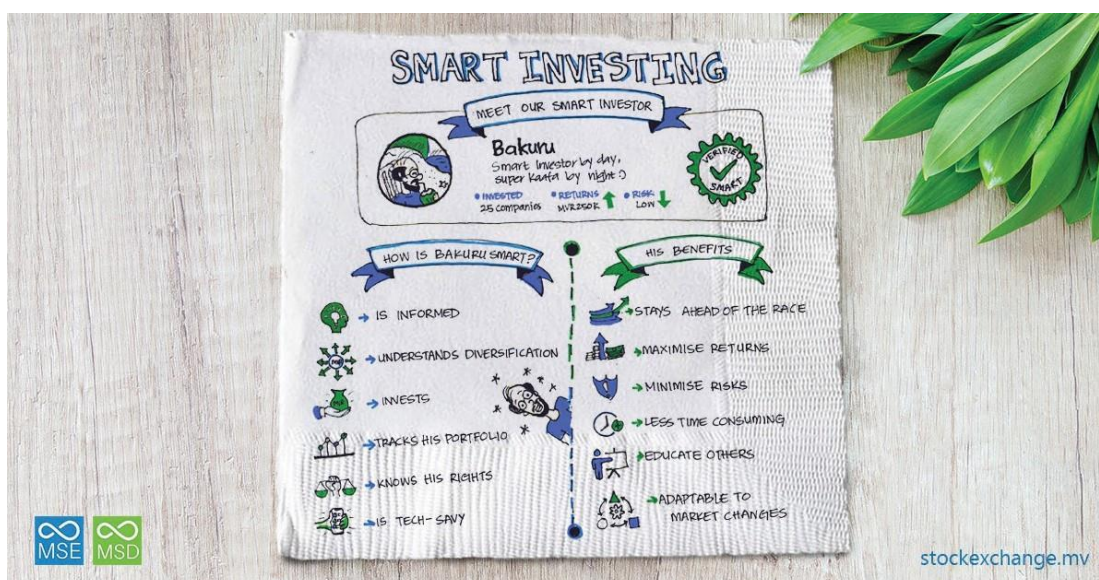 SMART INVESTING
MEET OUR SMART INVESTOR
Bakuru
Smart Investor by day,
super kaafa by night :)
INVESTED
25 Companies
RETURNS
MVR250K
RISK
LOW
VERIFIED
SMART
HOW IS BAKURU SMART?
IS INFORMED
UNDERSTANDS DIVERSIFICATION
INVESTS
TRACKS HIS PORTFOLIO
KNOWS HIS RIGHTS
IS TECH-SAVY
HIS BENEFITS
STAYS AHEAD OF THE RACE
MAXIMISE RETURNS
MINIMISE RISKS
LESS TIME CONSUMING
EDUCATE OTHERS
ADAPTABLE TO
MARKET CHANGES
MSE
MSD
stockexchange.mv